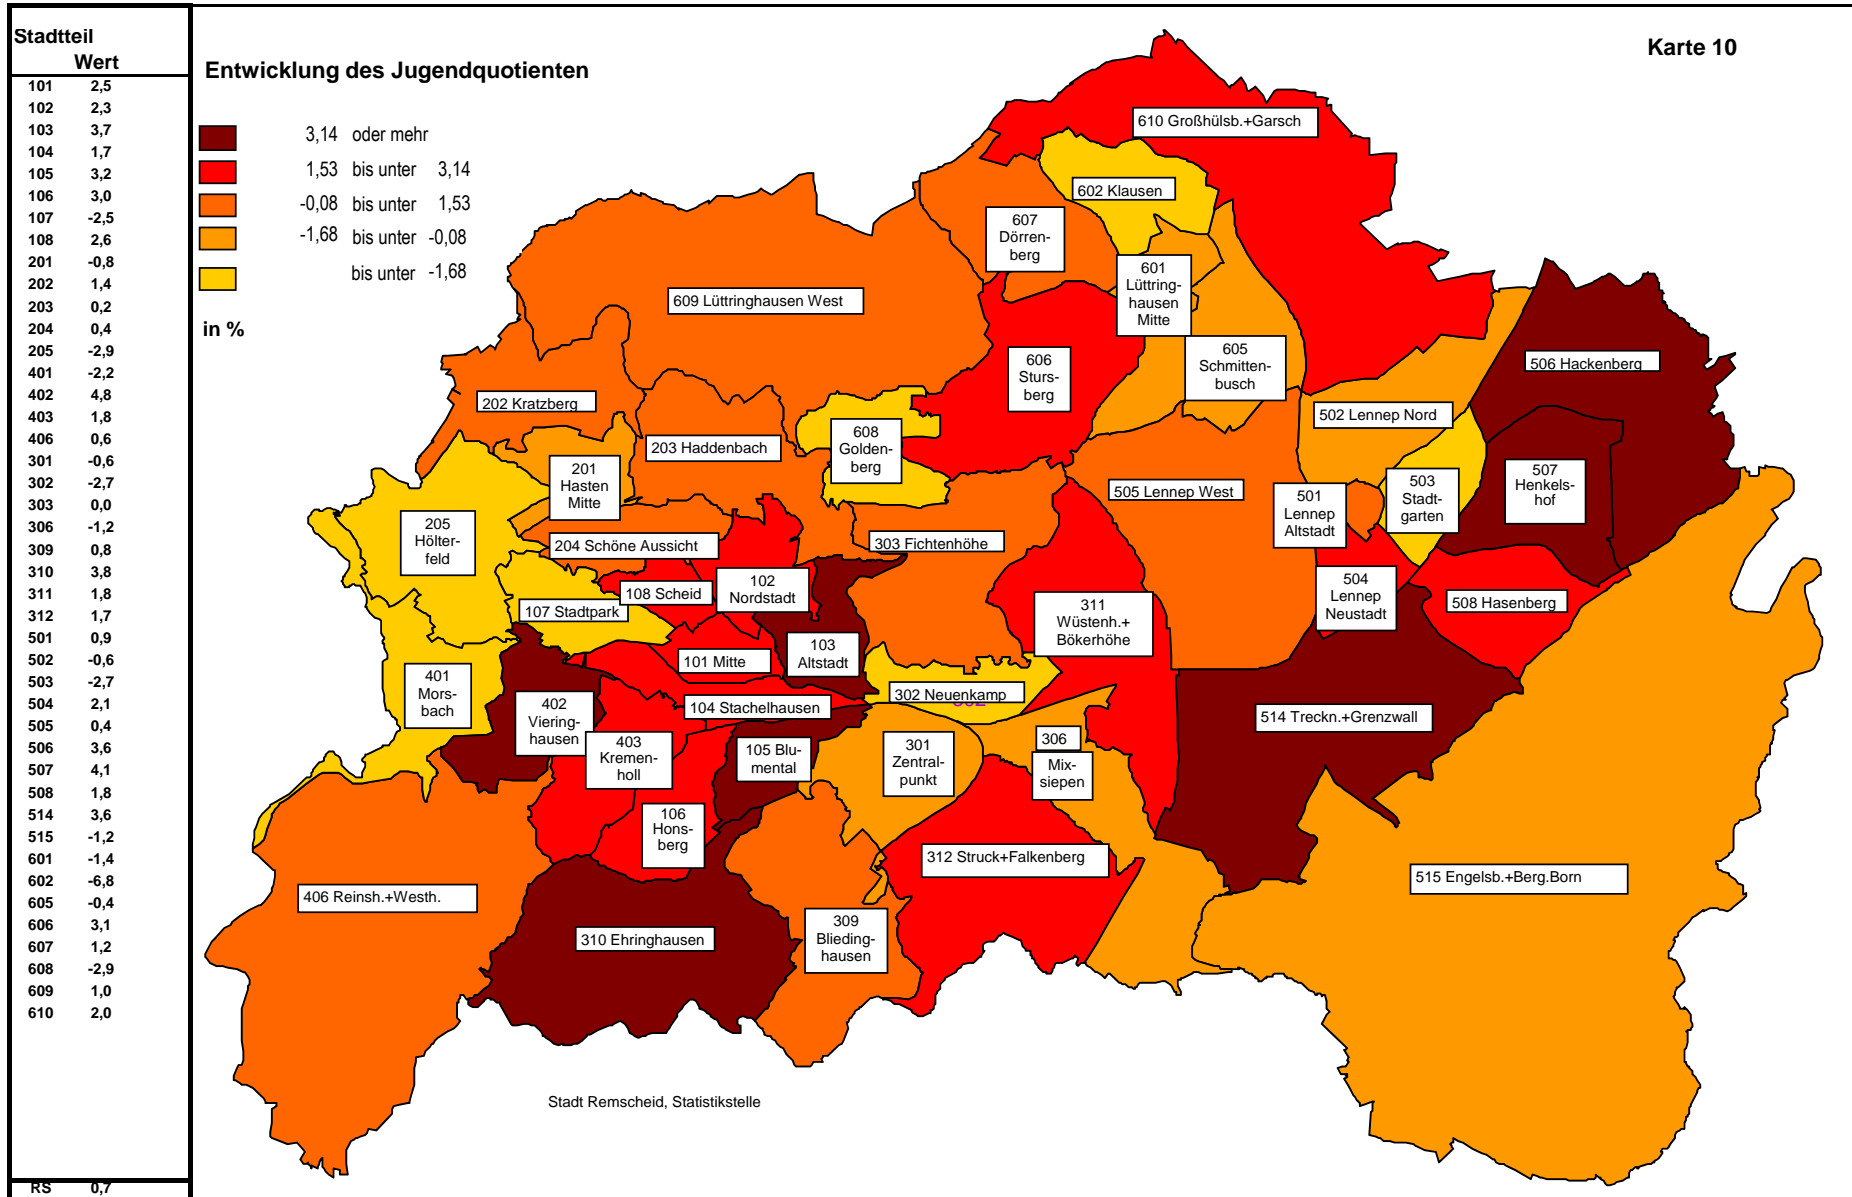 Stadtteil
Wert
101 2,5
102 2,3
103 3,7
104 1,7
105 3,2
106 3,0
107 -2,5
108 2,6
201 -0,8
202 1,4
203 0,2
204 0,4
205 -2,9
401 -2,2
402 4,8
403 1,8
406 0,6
301 -0,6
302 -2,7
303 0,0
306 -1,2
309 0,8
310 3,8
311 1,8
312 1,7
501 0,9
502 -0,6
503 -2,7
504 2,1
505 0,4
506 3,6
507 4,1
508 1,8
514 3,6
515 -1,2
601 -1,4
602 -6,8
605 -0,4
606 3,1
607 1,2
608 -2,9
609 1,0
610 2,0
RS 0,7
Entwicklung des Jugendquotienten
3,14 oder mehr
1,53 bis unter 3,14
-0,08 bis unter 1,53
-1,68 bis unter -0,08
bis unter -1,68
in %
Karte 10
610 Großhülsb.+Garsch
602 Klausen
607
Dörren-
berg
601
Lüttring-
hausen
Mitte
609 Lüttringhausen West
605
Schmitten-
busch
606
Sturs-
berg
506 Hackenberg
202 Kratzberg
502 Lennep Nord
203 Haddenbach
608
Golden-
berg
201
Hasten
Mitte
507
Henkels-
hof
503
Stadt-
garten
505 Lennep West
501
Lennep
Altstadt
205
Hölter-
feld
204 Schöne Aussicht
303 Fichtenhöhe
102
Nordstadt
108 Scheid
504
Lennep
Neustadt
508 Hasenberg
107 Stadtpark
311
Wüstenh.+
Bökerhöhe
103
Altstadt
101 Mitte
401
Mors-
bach
302 Neuenkamp
104 Stachelhausen
402
Viering-
hausen
514 Treckn.+Grenzwall
403
Kremen-
holl
105 Blu-
mental
301
Zentral-
punkt
306
Mix-
siepen
106
Hons-
berg
312 Struck+Falkenberg
515 Engelsb.+Berg.Born
406 Reinsh.+Westh.
310 Ehringhausen
309
Blieding-
hausen
Stadt Remscheid, Statistikstelle